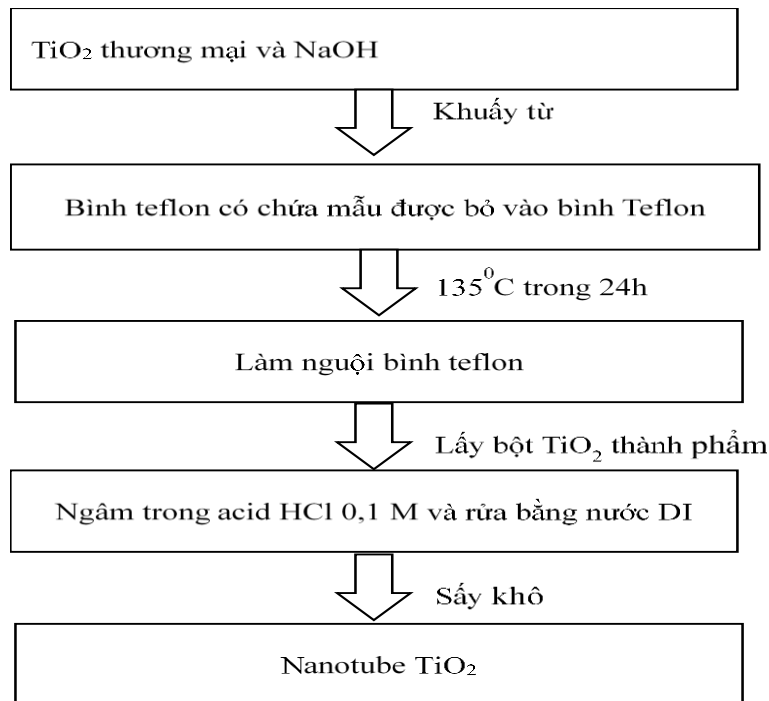 TiO₂ thương mại và NaOH
Khuấy từ
Bình teflon có chứa mẫu được bỏ vào bình Teflon
135⁰C trong 24h
Làm nguội bình teflon
Lấy bột TiO₂ thành phẩm
Ngâm trong acid HCl 0,1 M và rửa bằng nước DI
Sấy khô
Nanotube TiO₂